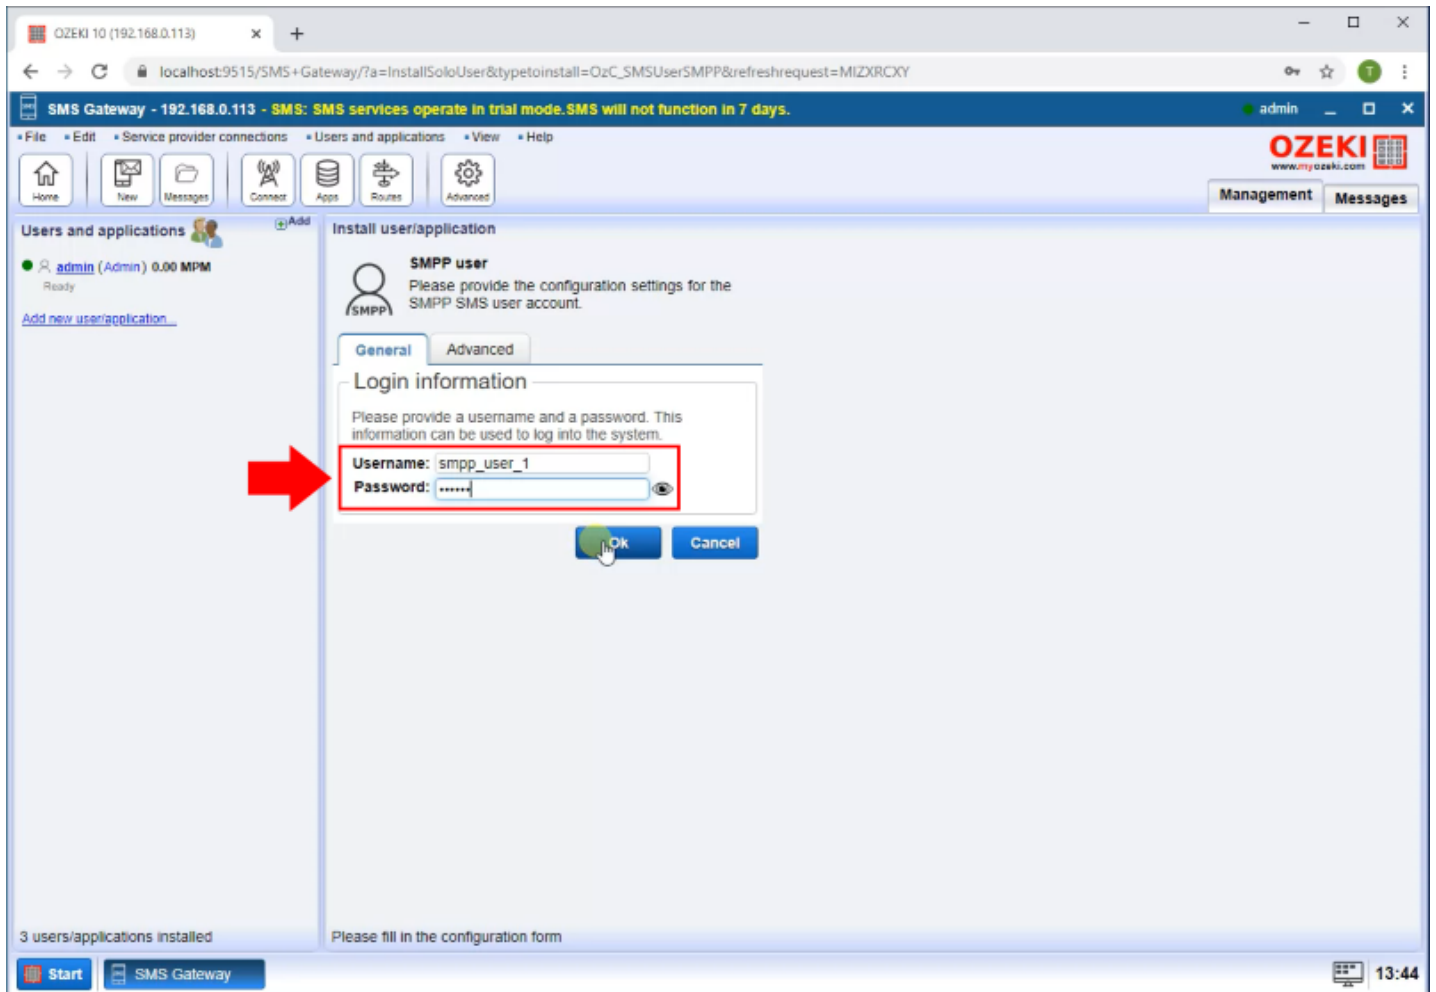 OZEKI 10 (192.168.0.113)
localhost:9515/SMS+Gateway/?a=InstallSoloUser&typetoinstall=OzC_SMSUserSMPP&refreshrequest=MIZXRCXY
T
SMS Gateway - 192.168.0.113 - SMS: SMS services operate in trial mode.SMS will not function in 7 days.
admin
File Edit Service provider connections Users and applications View Help
OZEKI
www.myozeki.com
Home New Messages Connect Apps Routes Advanced
Management Messages
Users and applications
Add
admin (Admin) 0.00 MPM
Ready
Add new user/application...
Install user/application
SMPP
SMPP user
Please provide the configuration settings for the
SMPP SMS user account.
General Advanced
Login information
Please provide a username and a password. This
information can be used to log into the system.
Username: smpp_user_1
Password: ••••••
Ok Cancel
3 users/applications installed
Please fill in the configuration form
Start SMS Gateway 13:44